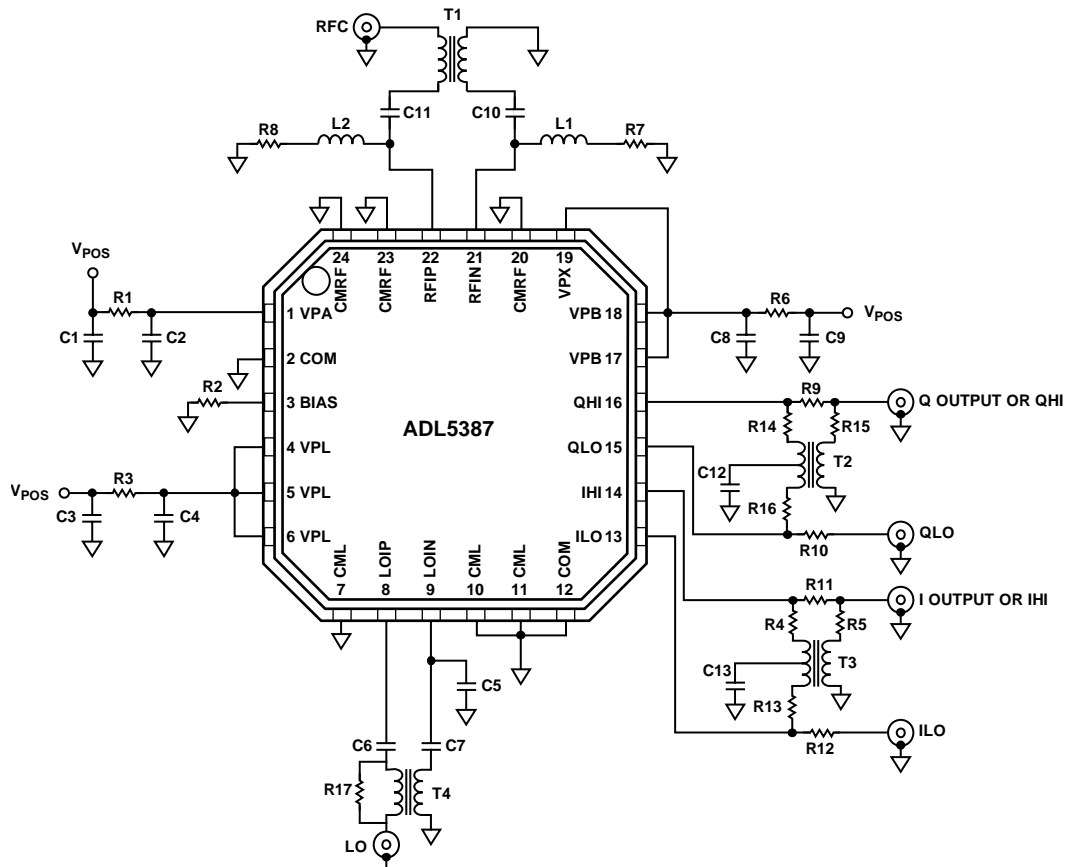 T1
RFC
C11
C10
R8
L2
L1
R7
V_POS
24
23
22
21
20
19
CMRF
CMRF
RFIP
RFIN
CMRF
VPX
R1
C1
C2
1 VPA
VPB 18
R6
V_POS
C8
C9
2 COM
VPB 17
R2
3 BIAS
ADL5387
QHI 16
R9
Q OUTPUT OR QHI
R14
R15
4 VPL
QLO 15
C12
T2
V_POS
R3
5 VPL
IHI 14
R16
C3
C4
6 VPL
ILO 13
R10
QLO
CML
LOIP
LOIN
CML
CML
COM
7
8
9
10
11
12
R11
I OUTPUT OR IHI
R4
R5
C5
C13
T3
R13
R12
ILO
C6
C7
R17
T4
LO